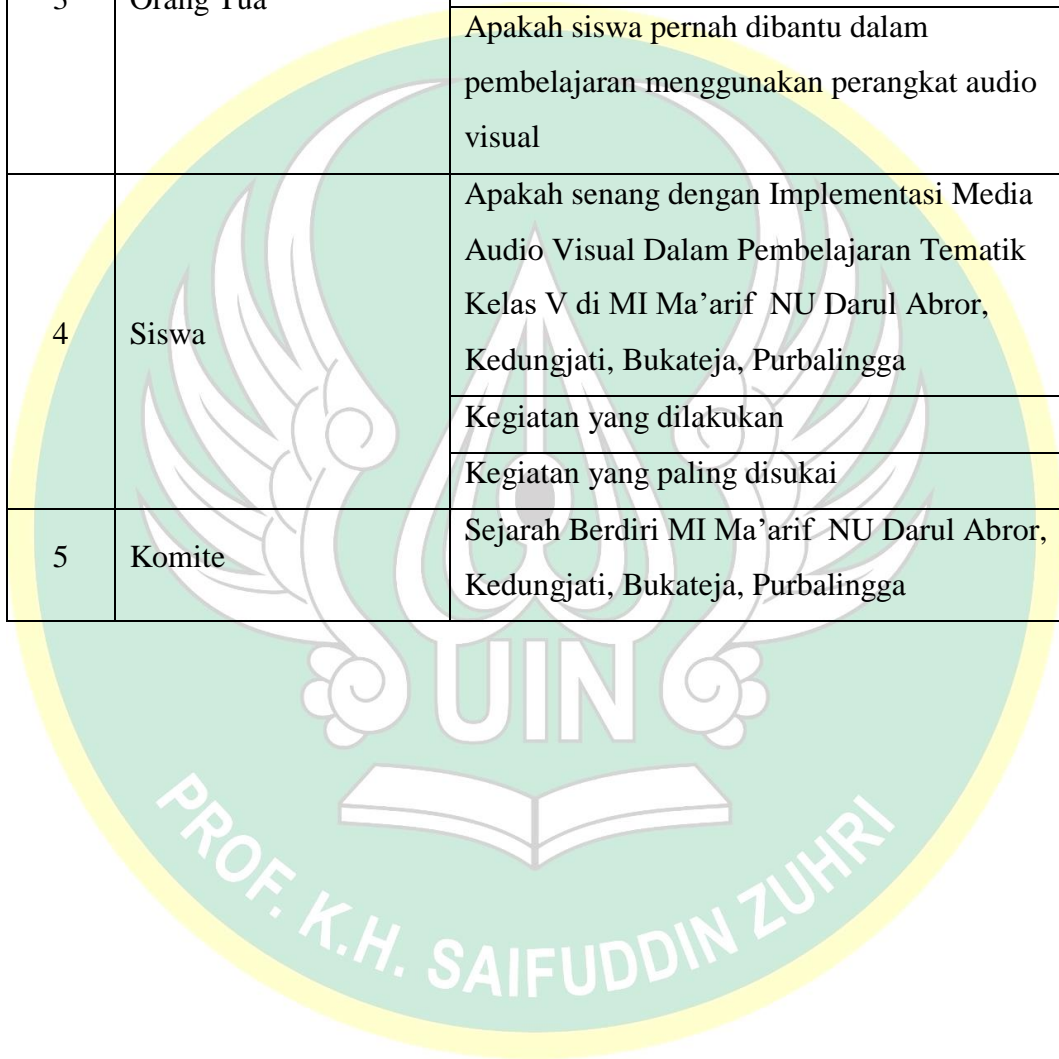 3 Orang Tua
Apakah siswa pernah dibantu dalam
pembelajaran menggunakan perangkat audio
visual
Apakah senang dengan Implementasi Media
Audio Visual Dalam Pembelajaran Tematik
Kelas V di MI Ma’arif NU Darul Abror,
Kedungjati, Bukateja, Purbalingga
4 Siswa
Kegiatan yang dilakukan
Kegiatan yang paling disukai
5 Komite
Sejarah Berdiri MI Ma’arif NU Darul Abror,
Kedungjati, Bukateja, Purbalingga
UIN
PROF. K.H. SAIFUDDIN ZUHRI